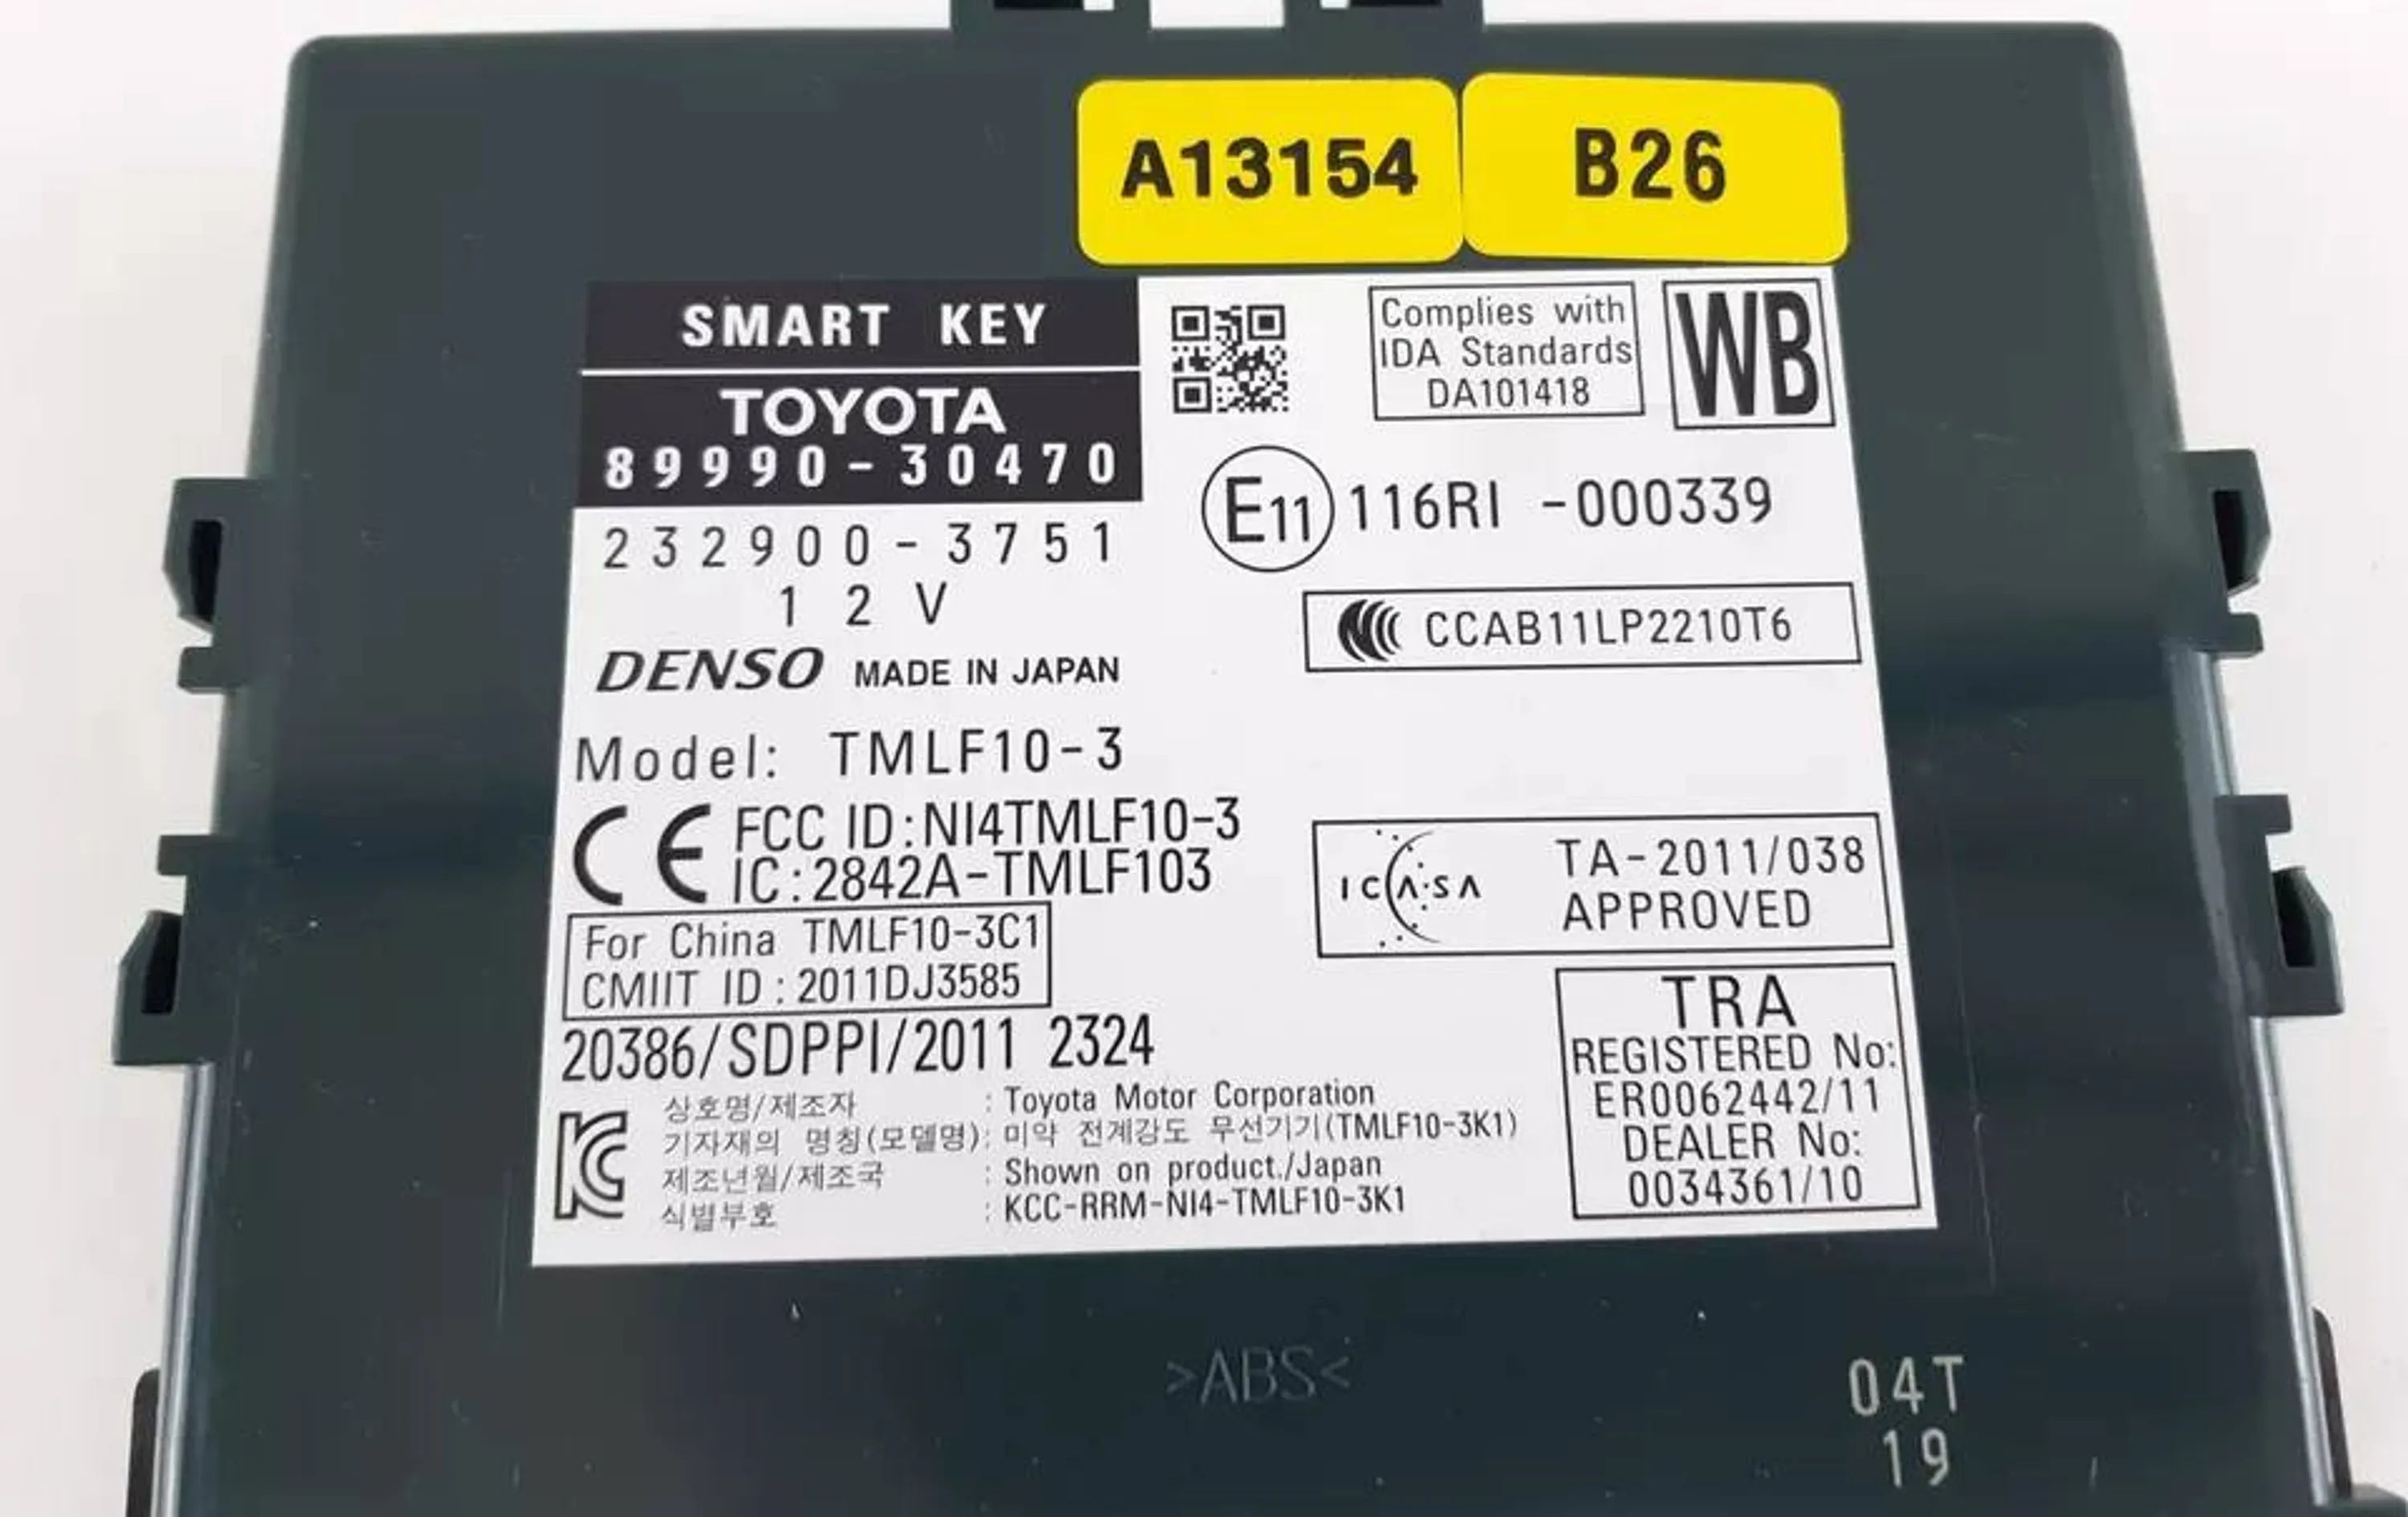 A13154 B26
SMART KEY
TOYOTA
89990-30470
232900-3751
12V
DENSO MADE IN JAPAN
Model: TMLF10-3
CE FCC ID:NI4TMLF10-3
IC:2842A-TMLF103
For China TMLF10-3C1
CMIIT ID:2011DJ3585
20386/SDPPI/2011 2324
상호명/제조자 : Toyota Motor Corporation
기자재의 명칭(모델명): 미약 전계강도 무선기기(TMLF10-3K1)
제조년월/제조국 : Shown on product./Japan
식별부호 : KCC-RRM-NI4-TMLF10-3K1
Complies with
IDA Standards
DA101418
WB
E11 116RI -000339
CCAB11LP2210T6
ICASA TA-2011/038
APPROVED
TRA
REGISTERED No:
ER0062442/11
DEALER No:
0034361/10
>ABS<
04T
19